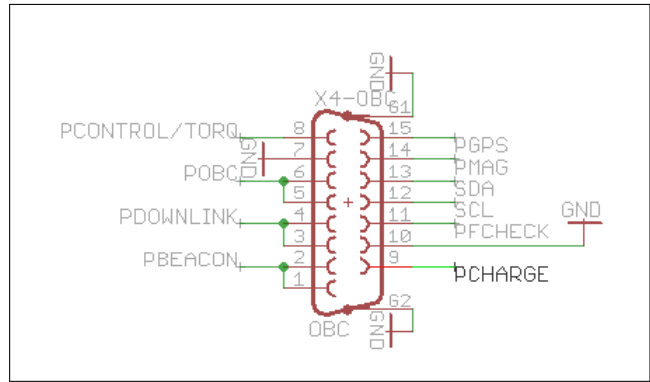 GND
X4-OBC
G1
PCONTROL/TORQ
8
15
PGPS
GND
7
14
PMAG
POBC
6
13
SDA
5
12
SCL
GND
PDOWNLINK
4
11
PFCHECK
3
10
PBEACON
2
9
PCHARGE
1
G2
OBC
GND